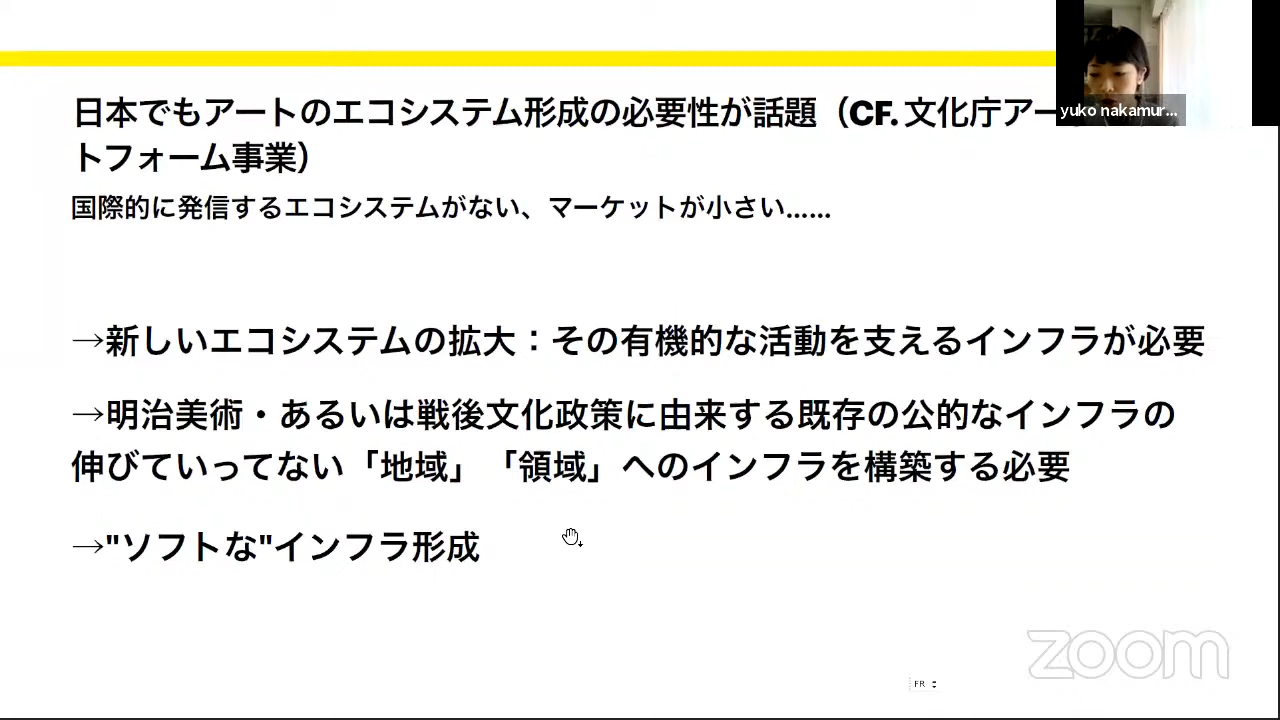 日本でもアートのエコシステム形成の必要性が話題（CF. 文化庁アー
トフォーム事業）
国際的に発信するエコシステムがない、マーケットが小さい……
→新しいエコシステムの拡大：その有機的な活動を支えるインフラが必要
→明治美術・あるいは戦後文化政策に由来する既存の公的なインフラの
伸びていってない「地域」「領域」へのインフラを構築する必要
→"ソフトな"インフラ形成
yuko nakamur...
zoom
FR